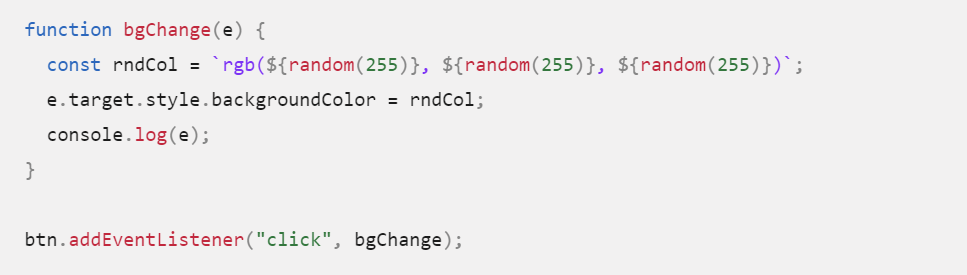 function bgChange(e) {
  const rndCol = `rgb(${random(255)}, ${random(255)}, ${random(255)})`;
  e.target.style.backgroundColor = rndCol;
  console.log(e);
}

btn.addEventListener("click", bgChange);